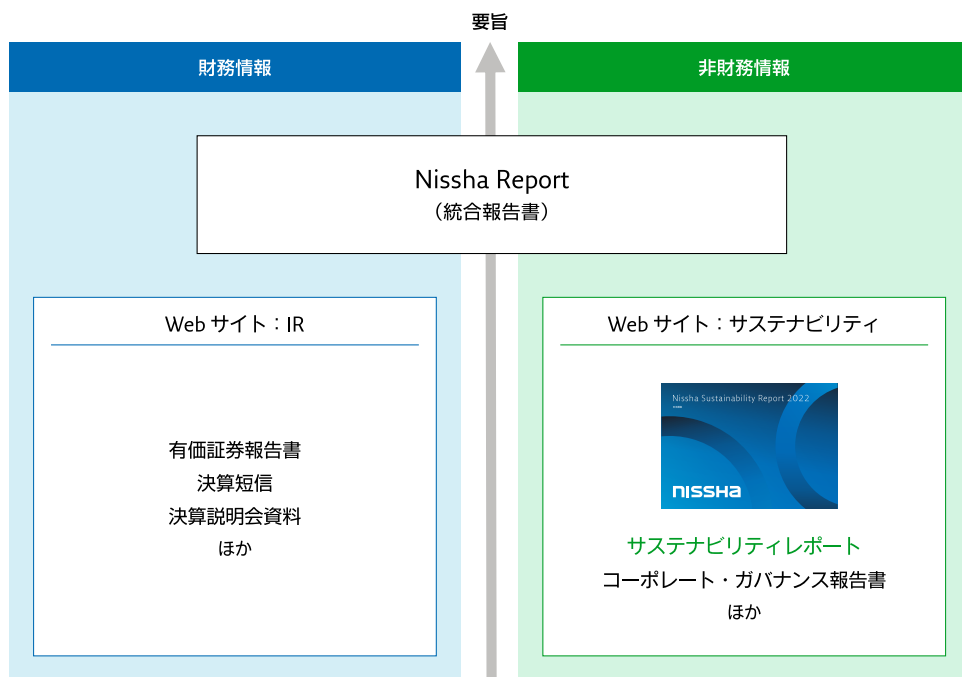 要旨
財務情報
非財務情報
Nissha Report
（統合報告書）
Web サイト：IR
有価証券報告書
決算短信
決算説明会資料
ほか
Web サイト：サステナビリティ
Nissha Sustainability Report 2022
NISSHA
サステナビリティレポート
コーポレート・ガバナンス報告書
ほか